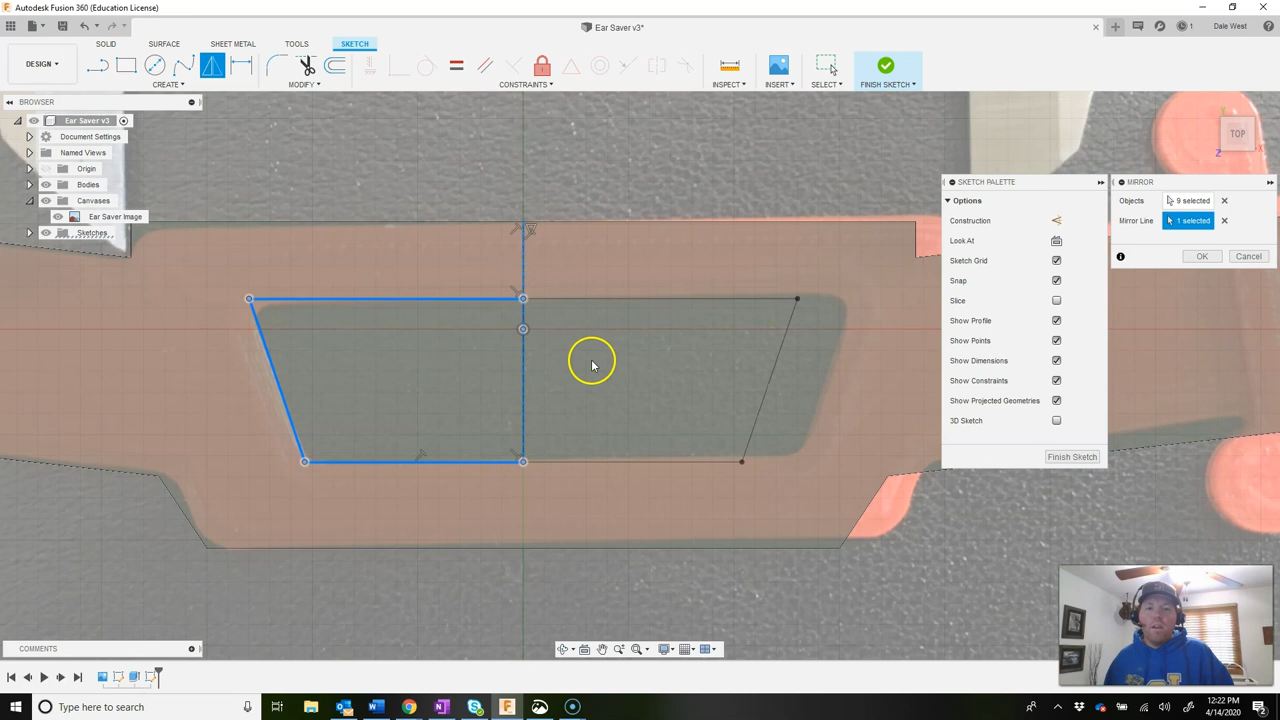 Autodesk Fusion 360 (Education License)
Ear Saver v3*
1
Dale West
DESIGN
SOLID
SURFACE
SHEET METAL
TOOLS
SKETCH
CREATE
MODIFY
CONSTRAINTS
INSPECT
INSERT
SELECT
FINISH SKETCH
BROWSER
Ear Saver v3
Document Settings
Named Views
Origin
Bodies
Canvases
Ear Saver Image
Sketches
TOP
X
Y
Z
SKETCH PALETTE
Options
Construction
Look At
Sketch Grid
Snap
Slice
Show Profile
Show Points
Show Dimensions
Show Constraints
Show Projected Geometries
3D Sketch
Finish Sketch
MIRROR
Objects
9 selected
Mirror Line
1 selected
OK
Cancel
COMMENTS
Type here to search
12:22 PM
4/14/2020